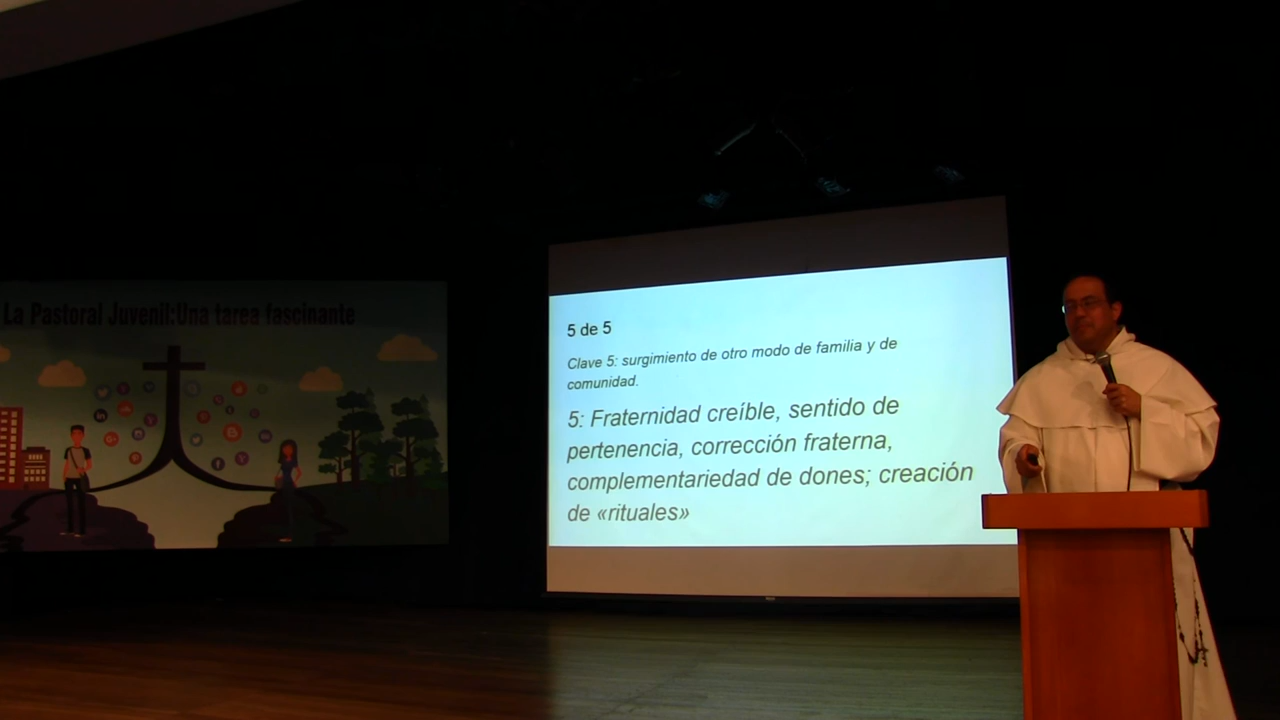 La Pastoral Juvenil:Una tarea fascinante
5 de 5
Clave 5: surgimiento de otro modo de familia y de
comunidad.
5: Fraternidad creíble, sentido de
pertenencia, corrección fraterna,
complementariedad de dones; creación
de «rituales»